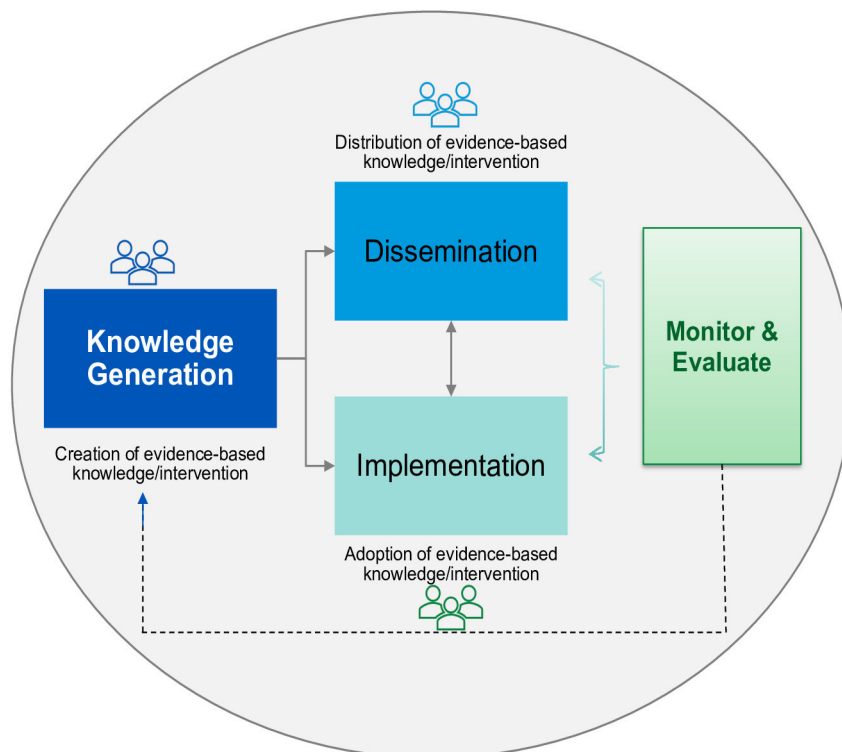 Distribution of evidence-based
knowledge/intervention
Dissemination
Knowledge
Generation
Creation of evidence-based
knowledge/intervention
Implementation
Adoption of evidence-based
knowledge/intervention
Monitor &
Evaluate